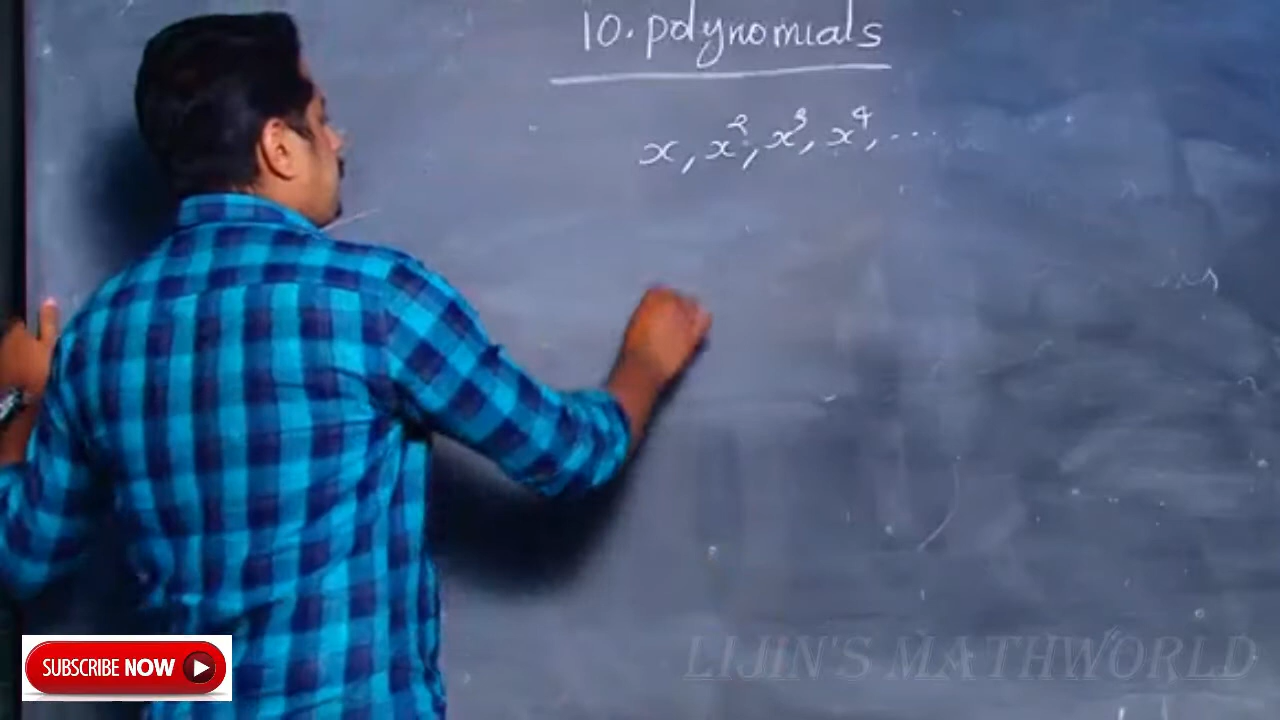 10. polynomials
x, x², x³, x⁴, ...
SUBSCRIBE NOW
LIJIN'S MATHWORLD